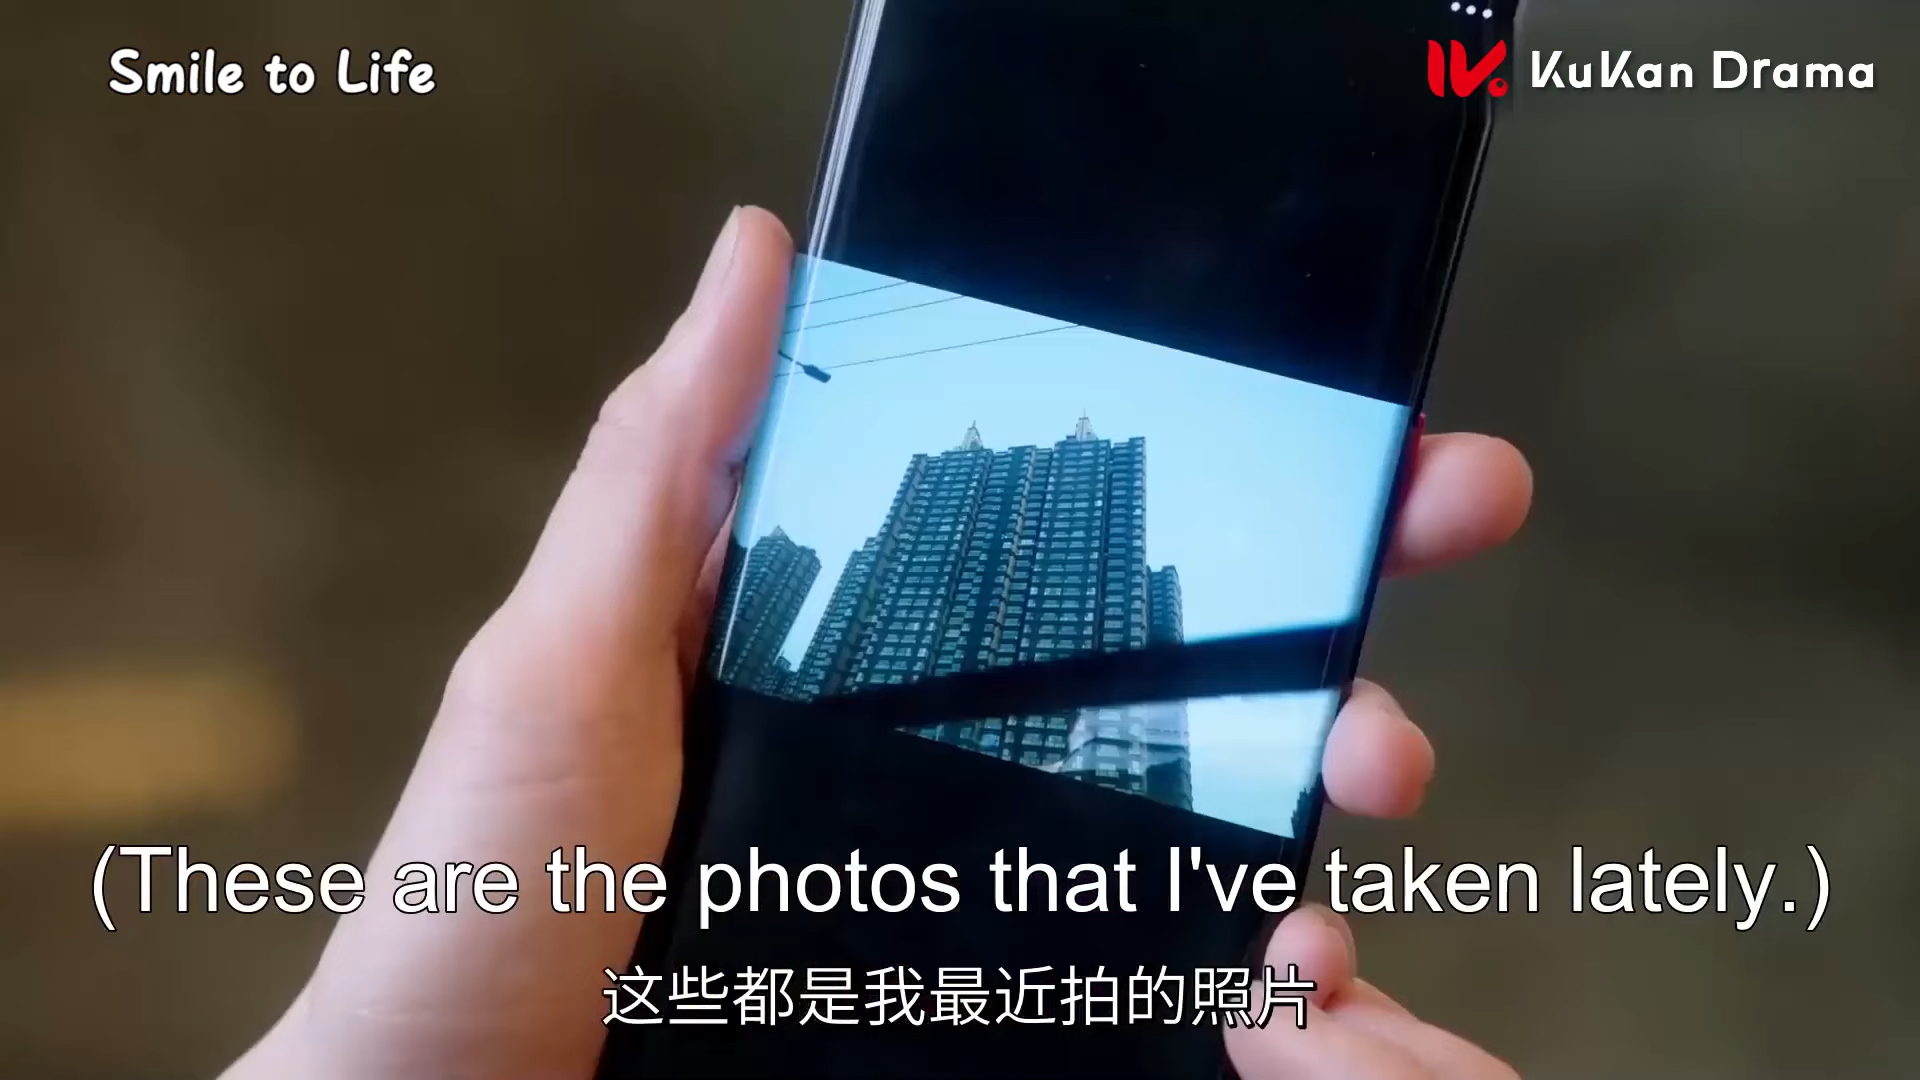 Smile to Life
KuKan Drama
(These are the photos that I've taken lately.)
这些都是我最近拍的照片